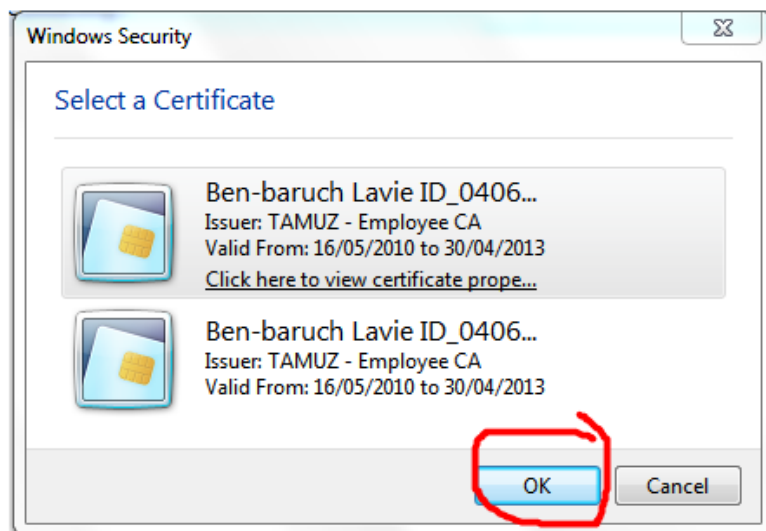 Windows Security
Select a Certificate
Ben-baruch Lavie ID_0406...
Issuer: TAMUZ - Employee CA
Valid From: 16/05/2010 to 30/04/2013
Click here to view certificate prope...
Ben-baruch Lavie ID_0406...
Issuer: TAMUZ - Employee CA
Valid From: 16/05/2010 to 30/04/2013
OK Cancel